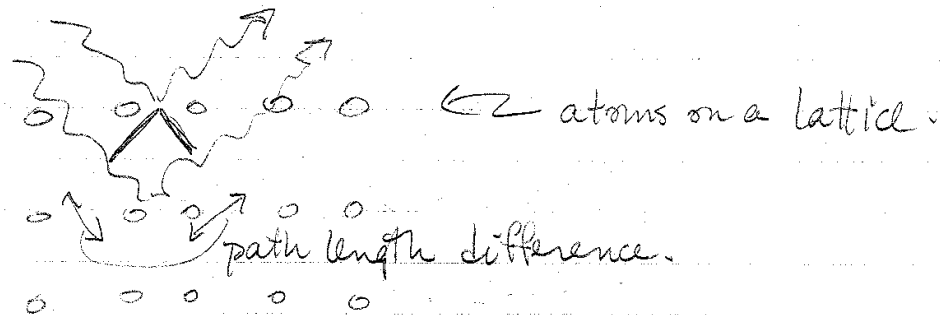 atoms on a lattice.
path length difference.